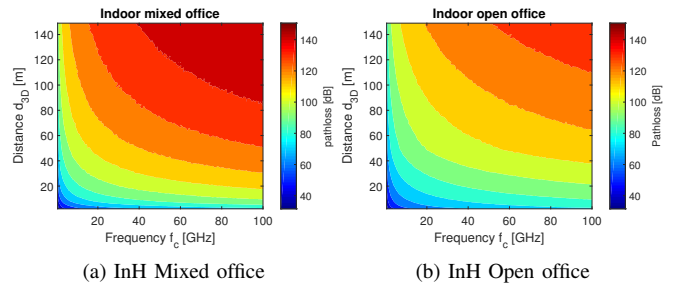 Indoor mixed office
140
120
100
80
60
40
20
Distance d3D [m]
20 40 60 80 100
Frequency fc [GHz]
140
120
100
80
60
40
pathloss [dB]
(a) InH Mixed office
Indoor open office
140
120
100
80
60
40
20
Distance d3D [m]
20 40 60 80 100
Frequency fc [GHz]
140
120
100
80
60
40
Pathloss [dB]
(b) InH Open office